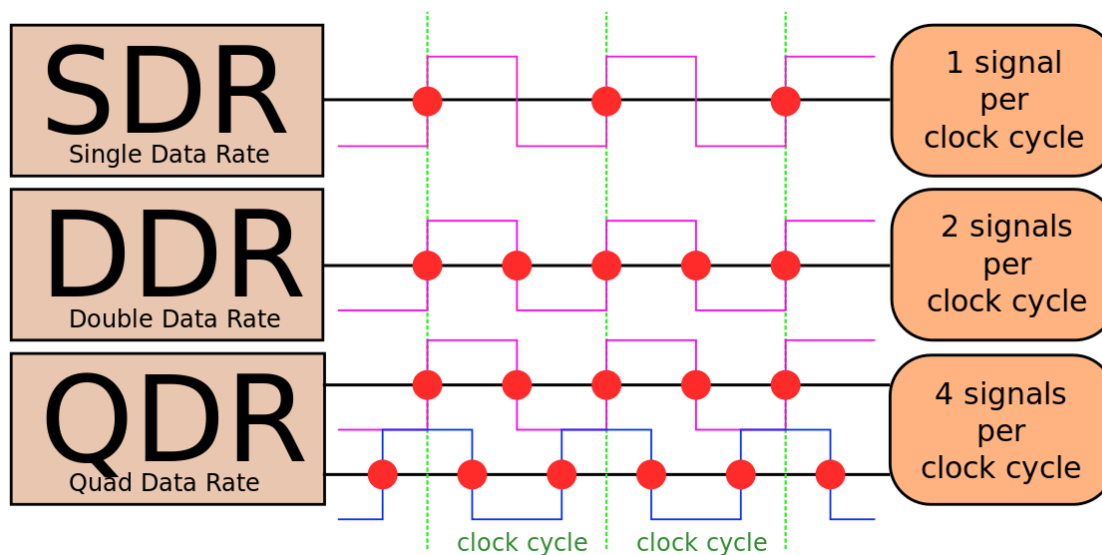 SDR
Single Data Rate
1 signal
per
clock cycle
DDR
Double Data Rate
2 signals
per
clock cycle
QDR
Quad Data Rate
4 signals
per
clock cycle
clock cycle
clock cycle